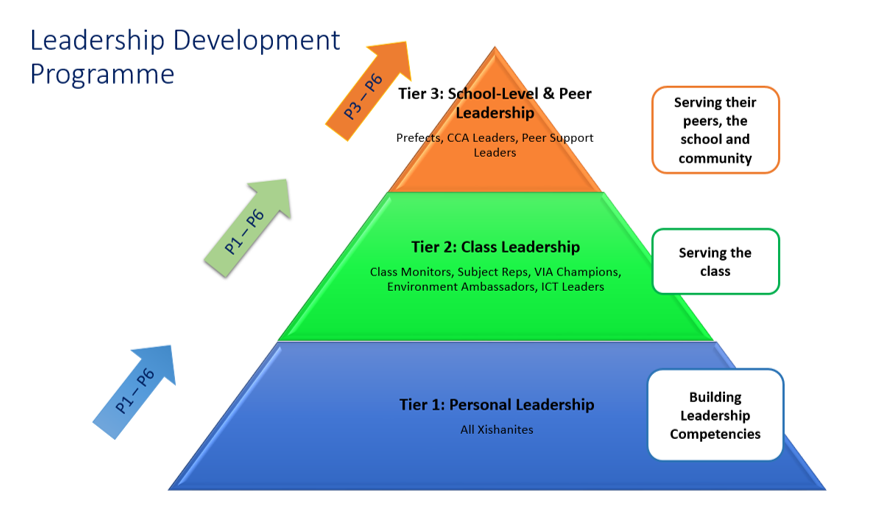 Leadership Development
Programme
P3 – P6
Tier 3: School-Level & Peer
Leadership
Prefects, CCA Leaders, Peer Support
Leaders
Serving their
peers, the
school and
community
P1 – P6
Tier 2: Class Leadership
Class Monitors, Subject Reps, VIA Champions,
Environment Ambassadors, ICT Leaders
Serving the
class
P1 – P6
Tier 1: Personal Leadership
All Xishanites
Building
Leadership
Competencies